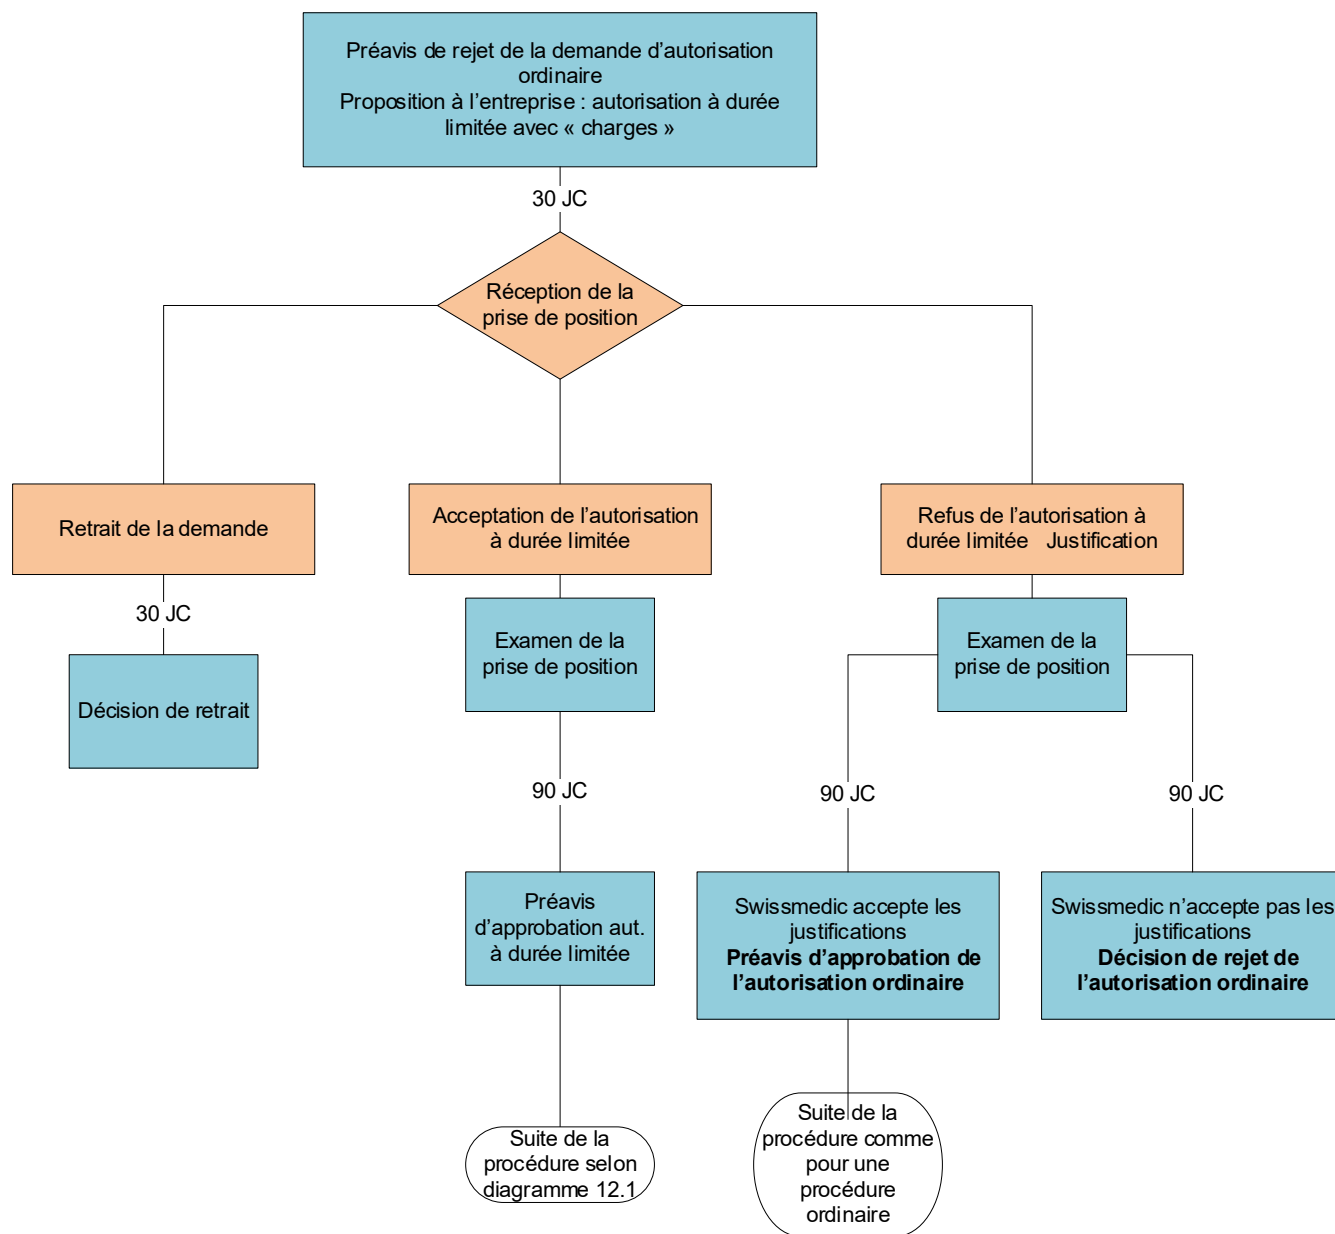 Préavis de rejet de la demande d’autorisation
ordinaire
Proposition à l’entreprise : autorisation à durée
limitée avec « charges »
30 JC
Réception de la
prise de position
Retrait de la demande
Acceptation de l’autorisation
à durée limitée
Refus de l’autorisation à
durée limitée Justification
30 JC
Examen de la
prise de position
Examen de la
prise de position
Décision de retrait
90 JC
90 JC
90 JC
Préavis
d’approbation aut.
à durée limitée
Swissmedic accepte les
justifications
Préavis d’approbation de
l’autorisation ordinaire
Swissmedic n’accepte pas les
justifications
Décision de rejet de
l’autorisation ordinaire
Suite de la
procédure selon
diagramme 12.1
Suite de la
procédure comme
pour une
procédure
ordinaire